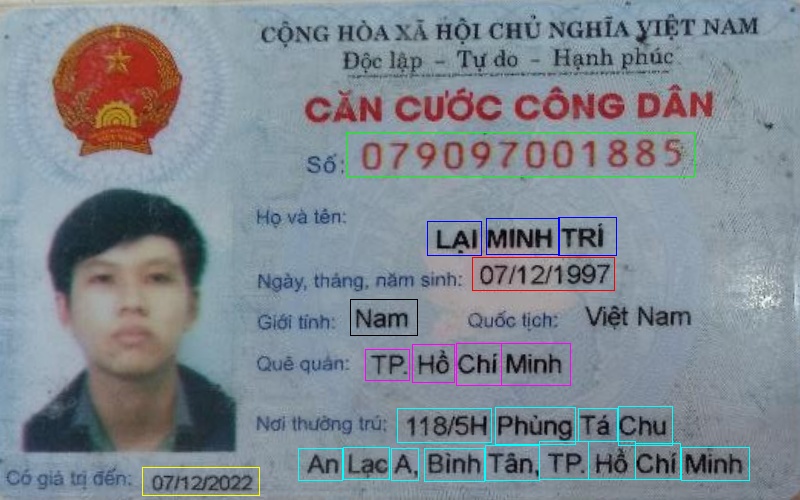 CỘNG HÒA XÃ HỘI CHỦ NGHĨA VIỆT NAM
Độc lập - Tự do - Hạnh phúc
CĂN CƯỚC CÔNG DÂN
Số: 079097001885
Họ và tên:
LẠI MINH TRÍ
Ngày, tháng, năm sinh: 07/12/1997
Giới tính: Nam Quốc tịch: Việt Nam
Quê quán: TP. Hồ Chí Minh
Nơi thường trú: 118/5H Phùng Tá Chu
An Lạc A, Bình Tân, TP. Hồ Chí Minh
Có giá trị đến: 07/12/2022